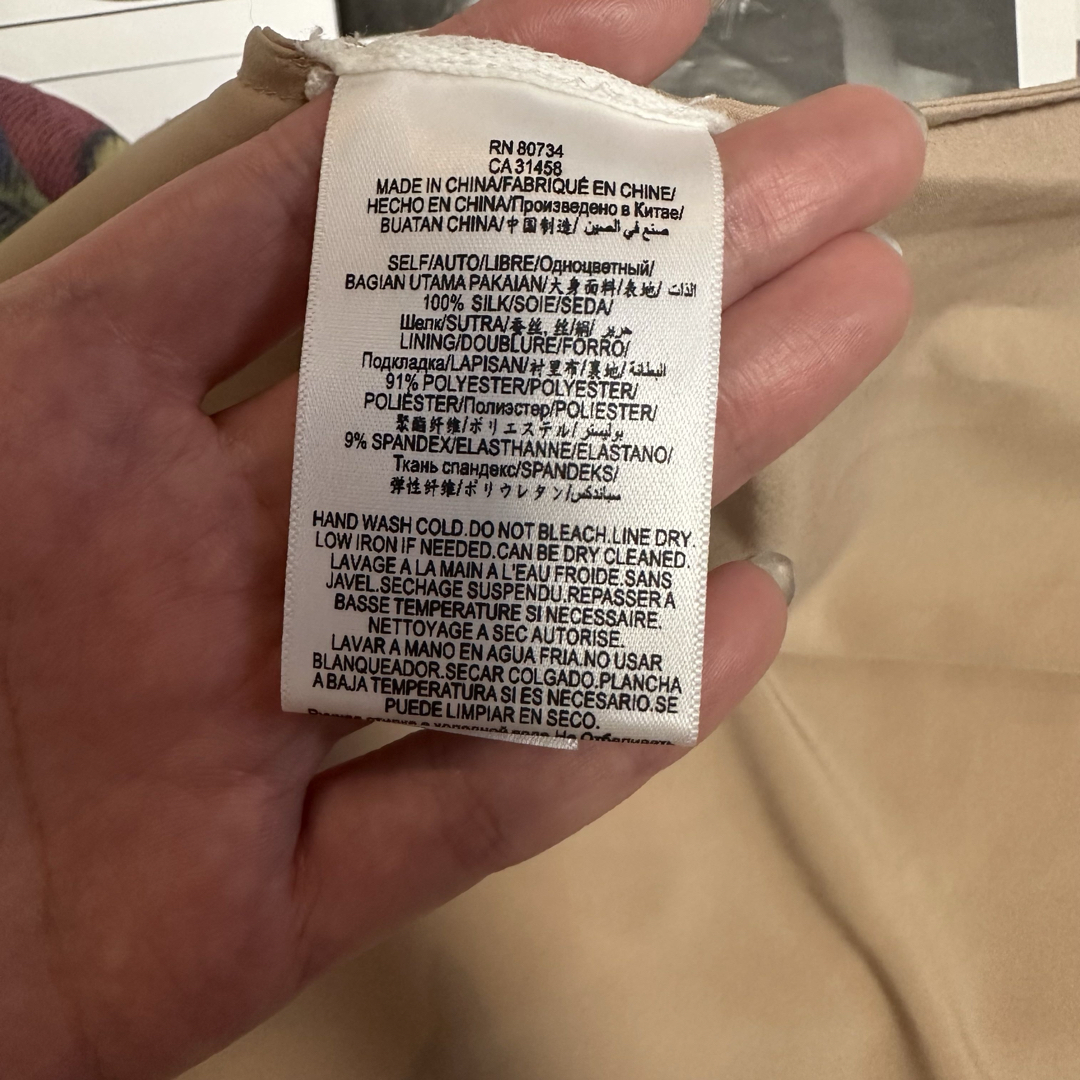 RN 80734
CA 31458
MADE IN CHINA/FABRIQUÉ EN CHINE/
HECHO EN CHINA/Произведено в Китае/
BUATAN CHINA/中国制造/ صنع في الصين
SELF/AUTO/LIBRE/Одноцветный/
BAGIAN UTAMA PAKAIAN/大身面料/表地/ الذات
100% SILK/SOIE/SEDA/
Шелк/SUTRA/蚕丝, 丝/絹/ حرير
LINING/DOUBLURE/FORRO/
Подкладка/LAPISAN/衬里布/裏地/ البطانة
91% POLYESTER/POLYESTER/
POLIÉSTER/Полиэстер/POLIESTER/
聚酯纤维/ポリエステル/ بوليستر
9% SPANDEX/ELASTHANNE/ELASTANO/
Ткань спандекс/SPANDEKS/
弹性纤维/ポリウレタン/سباندكس
HAND WASH COLD.DO NOT BLEACH.LINE DRY.
LOW IRON IF NEEDED.CAN BE DRY CLEANED.
LAVAGE A LA MAIN A L'EAU FROIDE.SANS
JAVEL.SECHAGE SUSPENDU.REPASSER A
BASSE TEMPERATURE SI NECESSAIRE.
NETTOYAGE A SEC AUTORISE.
LAVAR A MANO EN AGUA FRIA.NO USAR
BLANQUEADOR.SECAR COLGADO.PLANCHA
A BAJA TEMPERATURA SI ES NECESARIO.SE
PUEDE LIMPIAR EN SECO.
в холодной воде.Не Отбеливать